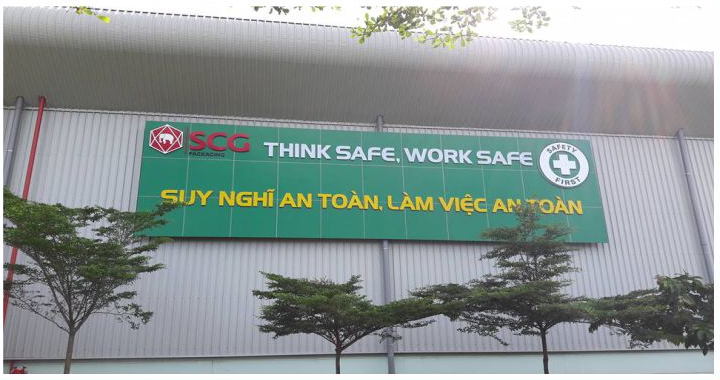 SCG
PACKAGING
THINK SAFE, WORK SAFE
SAFETY
FIRST
SUY NGHĨ AN TOÀN, LÀM VIỆC AN TOÀN